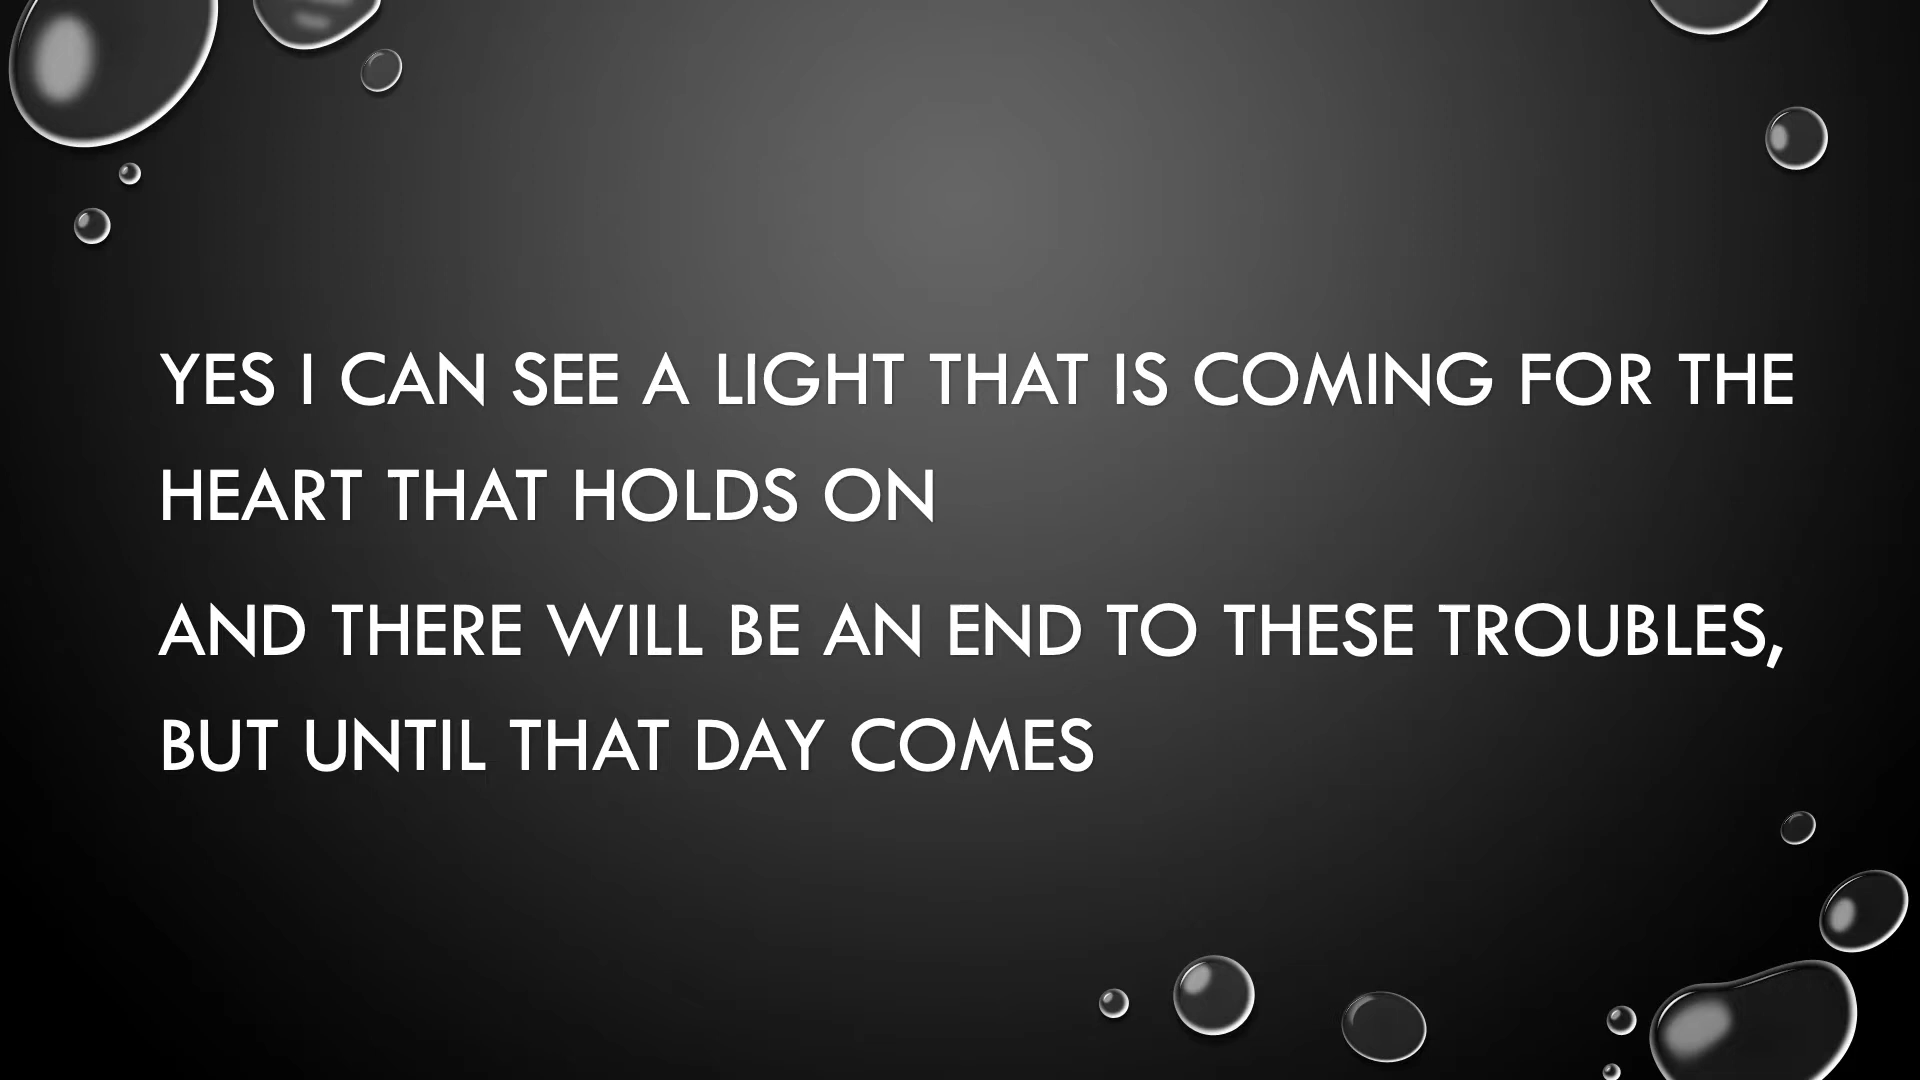 YES I CAN SEE A LIGHT THAT IS COMING FOR THE
HEART THAT HOLDS ON
AND THERE WILL BE AN END TO THESE TROUBLES,
BUT UNTIL THAT DAY COMES